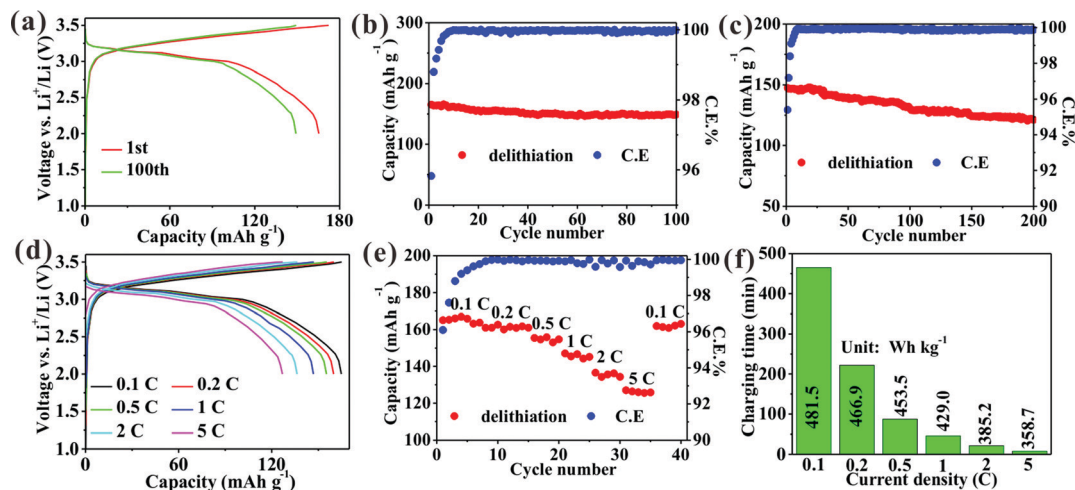 (a)
3.5
3.0
2.5
2.0
1.5
1.0
Voltage vs. Li⁺/Li (V)
1st
100th
0 60 120 180
Capacity (mAh g⁻¹)
(b)
300
250
200
150
100
50
0
Capacity (mAh g⁻¹)
100
98
96
C.E.%
delithiation C.E
0 20 40 60 80 100
Cycle number
(c)
200
150
100
50
Capacity (mAh g⁻¹)
100
98
96
94
92
90
C.E.%
delithiation C.E
0 50 100 150 200
Cycle number
(d)
3.5
3.0
2.5
2.0
1.5
1.0
Voltage vs. Li⁺/Li (V)
0.1 C 0.2 C
0.5 C 1 C
2 C 5 C
0 60 120
Capacity (mAh g⁻¹)
(e)
200
180
160
140
120
100
Capacity (mAh g⁻¹)
0.1 C 0.2 C 0.5 C 1 C 2 C 5 C 0.1 C
100
98
96
94
92
90
C.E.%
delithiation C.E
0 10 20 30 40
Cycle number
(f)
500
400
300
200
100
0
Charging time (min)
Unit: Wh kg⁻¹
481.5
466.9
453.5
429.0
385.2
358.7
0.1 0.2 0.5 1 2 5
Current density (C)